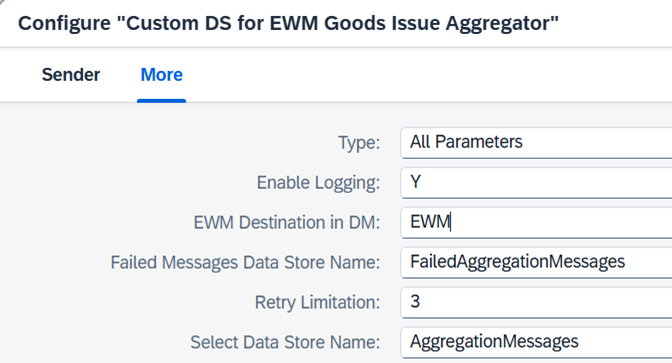 Configure "Custom DS for EWM Goods Issue Aggregator"
Sender More
Type: All Parameters
Enable Logging: Y
EWM Destination in DM: EWM
Failed Messages Data Store Name: FailedAggregationMessages
Retry Limitation: 3
Select Data Store Name: AggregationMessages